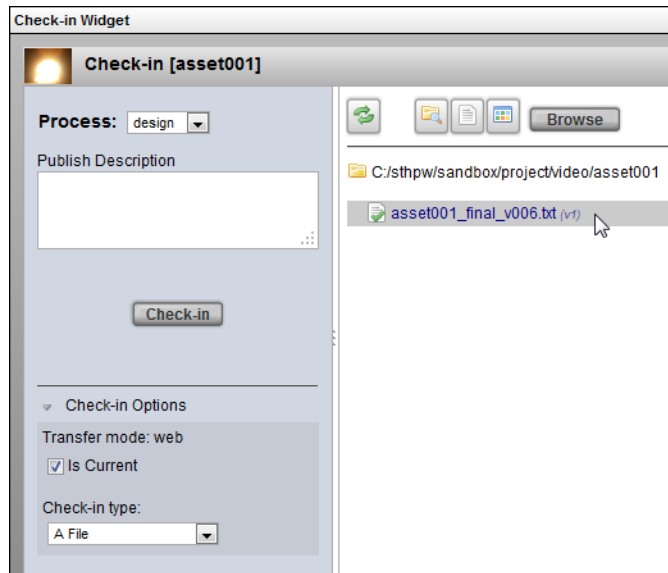 Check-in Widget
Check-in [asset001]
Process: design
Publish Description
Check-in
Check-in Options
Transfer mode: web
Is Current
Check-in type:
A File
Browse
C:/sthpw/sandbox/project/video/asset001
asset001_final_v006.txt (v1)